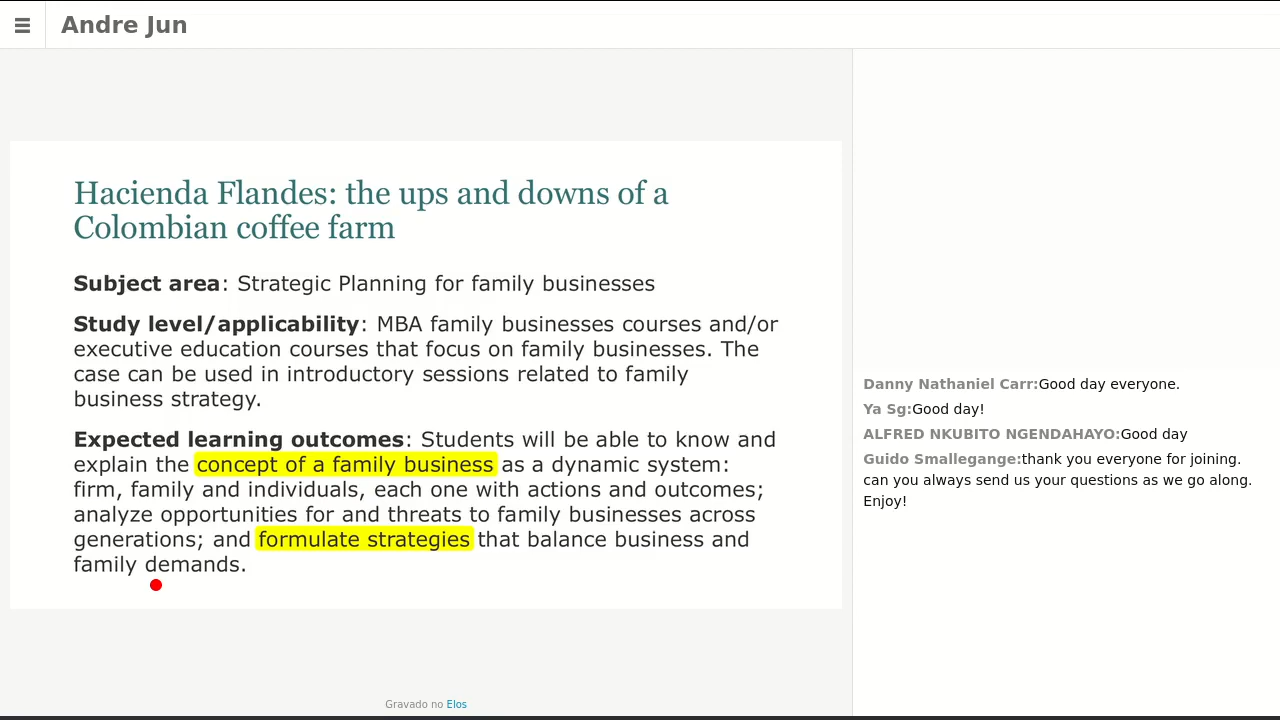 Andre Jun
Hacienda Flandes: the ups and downs of a
Colombian coffee farm
Subject area: Strategic Planning for family businesses
Study level/applicability: MBA family businesses courses and/or
executive education courses that focus on family businesses. The
case can be used in introductory sessions related to family
business strategy.
Expected learning outcomes: Students will be able to know and
explain the concept of a family business as a dynamic system:
firm, family and individuals, each one with actions and outcomes;
analyze opportunities for and threats to family businesses across
generations; and formulate strategies that balance business and
family demands.
Gravado no Elos
Danny Nathaniel Carr:Good day everyone.
Ya Sg:Good day!
ALFRED NKUBITO NGENDAHAYO:Good day
Guido Smallegange:thank you everyone for joining.
can you always send us your questions as we go along.
Enjoy!